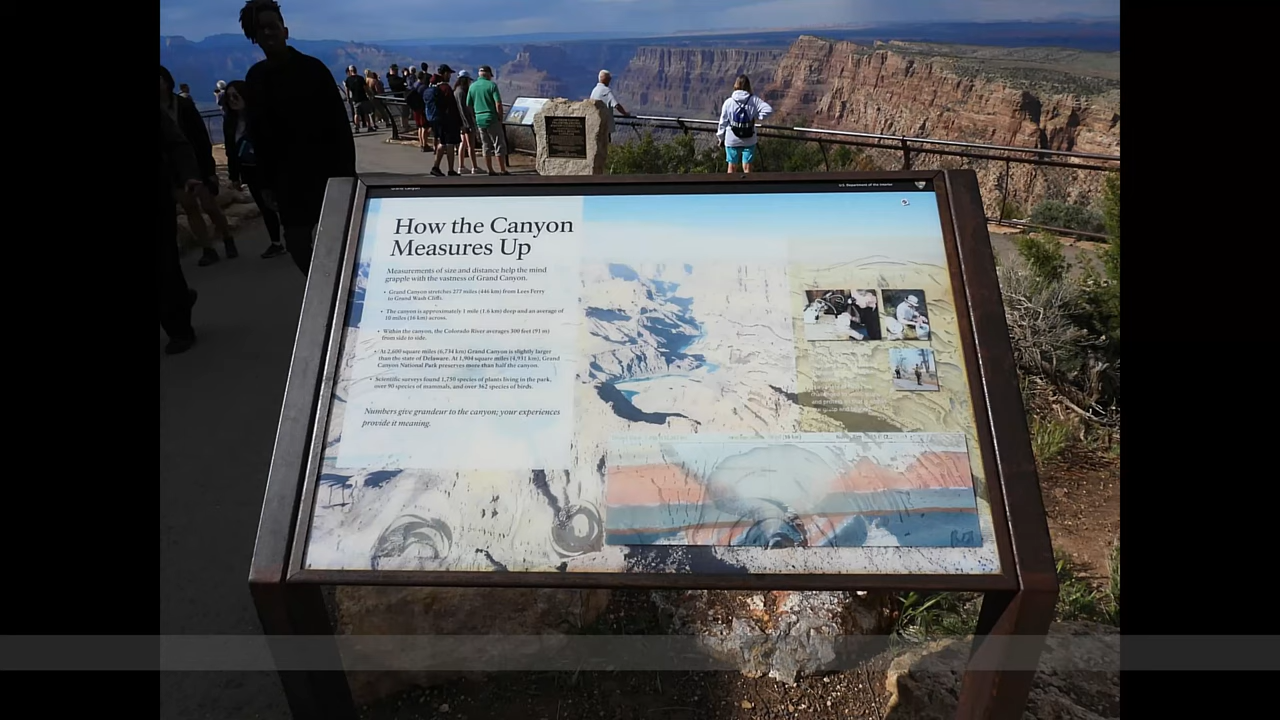 Grand Canyon
U.S. Department of the Interior
How the Canyon
Measures Up
Measurements of size and distance help the mind
grapple with the vastness of Grand Canyon.
• Grand Canyon stretches 277 miles (446 km) from Lees Ferry
to Grand Wash Cliffs.
• The canyon is approximately 1 mile (1.6 km) deep and an average of
10 miles (16 km) across.
• Within the canyon, the Colorado River averages 300 feet (91 m)
from side to side.
• At 2,600 square miles (6,734 km) Grand Canyon is slightly larger
than the state of Delaware. At 1,904 square miles (4,931 km), Grand
Canyon National Park preserves more than half the canyon.
• Scientific surveys found 1,750 species of plants living in the park,
over 90 species of mammals, and over 362 species of birds.
Numbers give grandeur to the canyon; your experiences
provide it meaning.